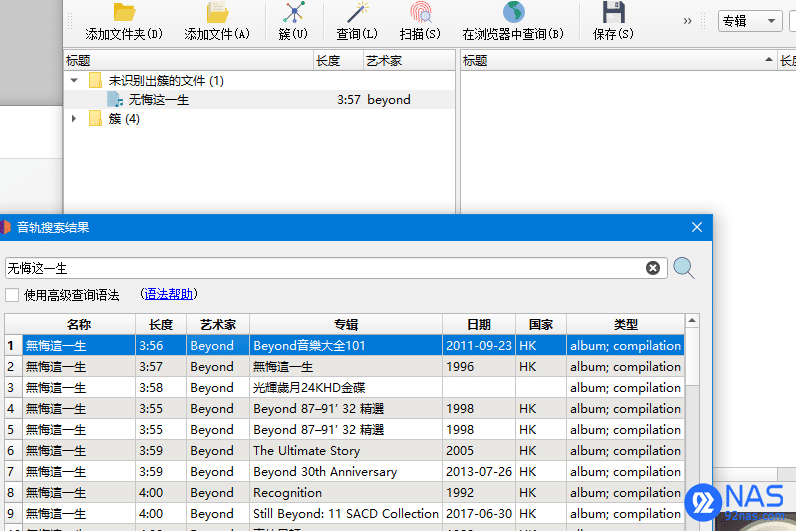 添加文件夹(D) 添加文件(A) 簇(U) 查询(L) 扫描(S) 在浏览器中查询(B) 保存(S) » 专辑
标题 长度 艺术家 标题 长
未识别出簇的文件 (1)
无悔这一生 3:57 beyond
簇 (4)
音轨搜索结果
无悔这一生
使用高级查询语法 (语法帮助)
名称 长度 艺术家 专辑 日期 国家 类型
1 無悔這一生 3:56 Beyond Beyond音樂大全101 2011-09-23 HK album; compilation
2 無悔這一生 3:57 Beyond 無悔這一生 1996 HK album; compilation
3 無悔這一生 3:58 Beyond 光輝歲月24KHD金碟 album; compilation
4 無悔這一生 3:55 Beyond Beyond 87–91’ 32 精選 1998 HK album; compilation
5 無悔這一生 3:55 Beyond Beyond 87–91’ 32 精選 1998 HK album; compilation
6 無悔這一生 3:59 Beyond The Ultimate Story 2005 HK album; compilation
7 無悔這一生 3:59 Beyond Beyond 30th Anniversary 2013-07-26 HK album; compilation
8 無悔這一生 4:00 Beyond Recognition 1992 HK album; compilation
9 無悔這一生 4:00 Beyond Still Beyond: 11 SACD Collection 2017-06-30 HK album; compilation
NAS
92nas.com